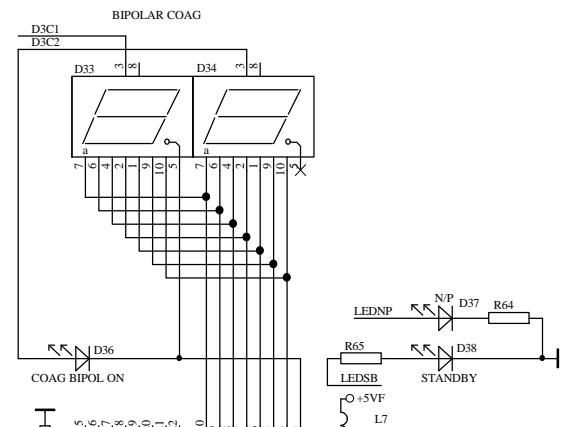 BIPOLAR COAG
D3C1
D3C2
D33 3 8 D34 3 8
a a
7 6 4 2 1 9 10 5 7 6 4 2 1 9 10 5
N/P
LEDNP D37 R64
R65 D38
D36
COAG BIPOL ON LEDSB STANDBY
+5VF
L7